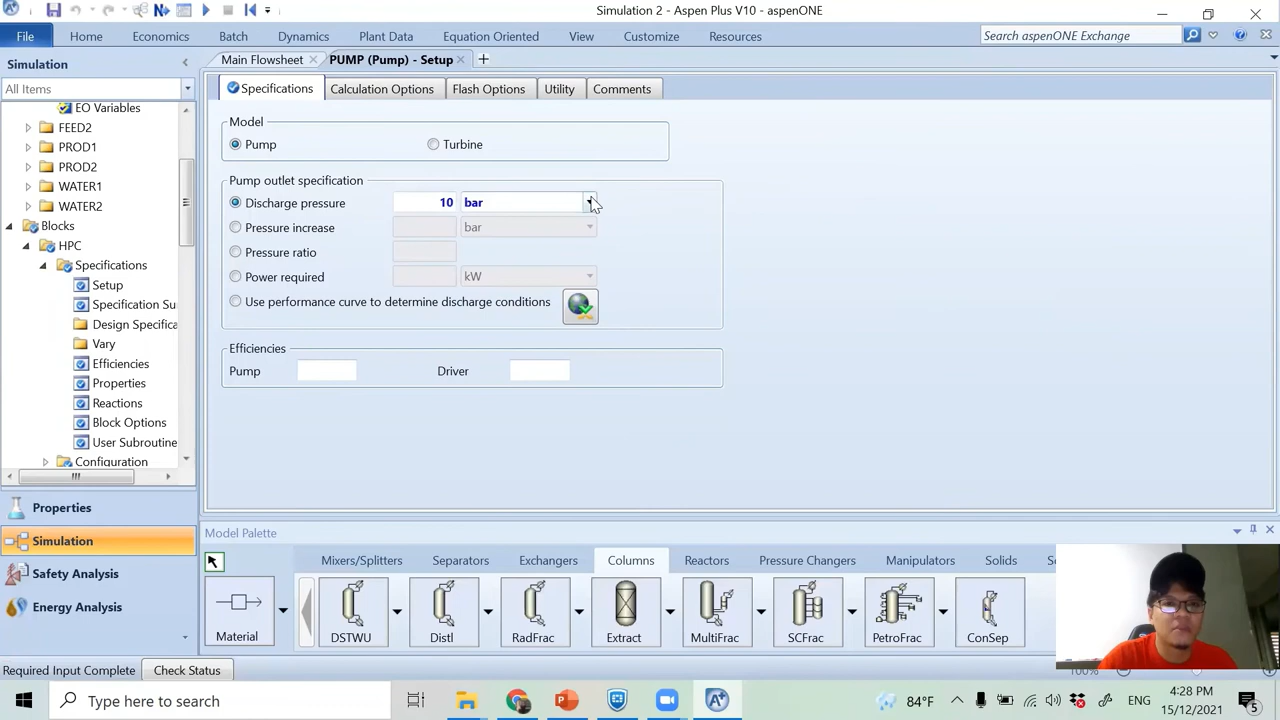 Simulation 2 - Aspen Plus V10 - aspenONE
File Home Economics Batch Dynamics Plant Data Equation Oriented View Customize Resources Search aspenONE Exchange
Simulation
Main Flowsheet PUMP (Pump) - Setup
All Items
Specifications Calculation Options Flash Options Utility Comments
EO Variables
FEED2
PROD1
PROD2
WATER1
WATER2
Blocks
HPC
Specifications
Setup
Specification Su
Design Specifica
Vary
Efficiencies
Properties
Reactions
Block Options
User Subroutine
Configuration
Model
Pump Turbine
Pump outlet specification
Discharge pressure 10 bar
Pressure increase bar
Pressure ratio
Power required kW
Use performance curve to determine discharge conditions
Efficiencies
Pump Driver
Properties
Simulation
Safety Analysis
Energy Analysis
Model Palette
Mixers/Splitters Separators Exchangers Columns Reactors Pressure Changers Manipulators Solids
Material DSTWU Distl RadFrac Extract MultiFrac SCFrac PetroFrac ConSep
Required Input Complete Check Status 100%
Type here to search
84°F ENG 4:28 PM
15/12/2021
5